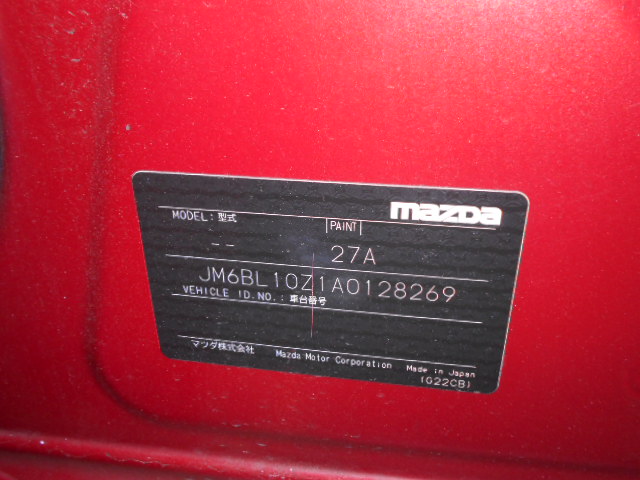 mazda
MODEL:型式
PAINT
-- 27A
JM6BL10Z1A0128269
VEHICLE ID.NO.:車台番号
マツダ株式会社 Mazda Motor Corporation Made in Japan
(G22CB)